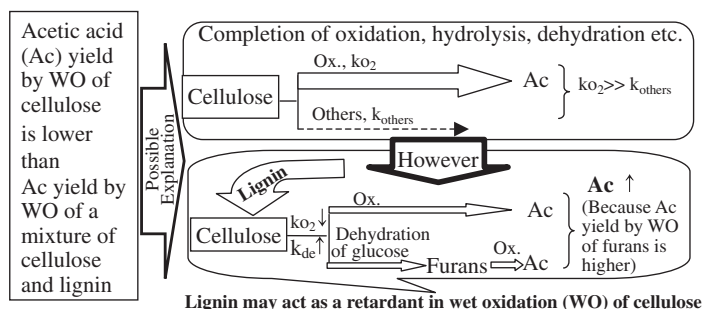 Acetic acid
(Ac) yield
by WO of
cellulose
is lower
than
Ac yield by
WO of a
mixture of
cellulose
and lignin
Possible
Explanation
Completion of oxidation, hydrolysis, dehydration etc.
Ox., ko₂
Cellulose
Ac
ko₂>> kₒₜₕₑᵣₛ
Others, kₒₜₕₑᵣₛ
However
Lignin
Cellulose
ko₂↓
k_de↑
Ox.
Ac
Dehydration
of glucose
Furans
Ox.
Ac
Ac ↑
(Because Ac
yield by WO
of furans is
higher)
Lignin may act as a retardant in wet oxidation (WO) of cellulose